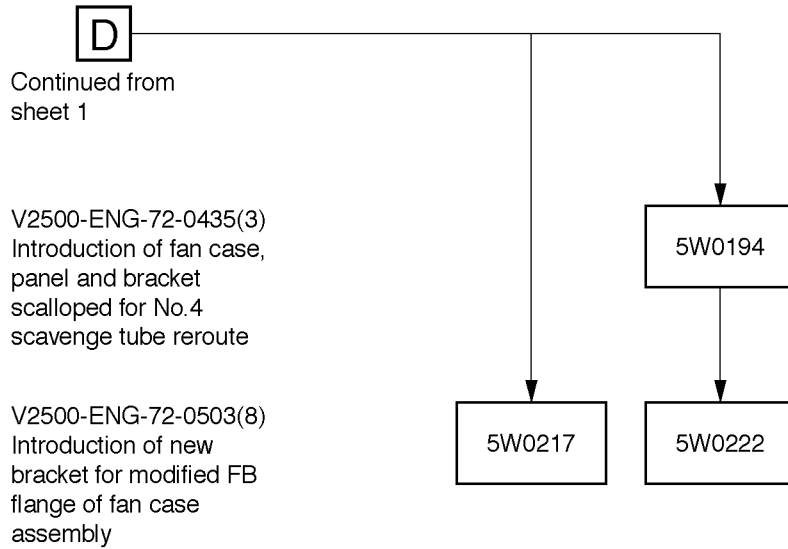 D
Continued from
sheet 1
V2500-ENG-72-0435(3)
Introduction of fan case,
panel and bracket
scalloped for No.4
scavenge tube reroute
5W0194
V2500-ENG-72-0503(8)
Introduction of new
bracket for modified FB
flange of fan case
assembly
5W0217
5W0222